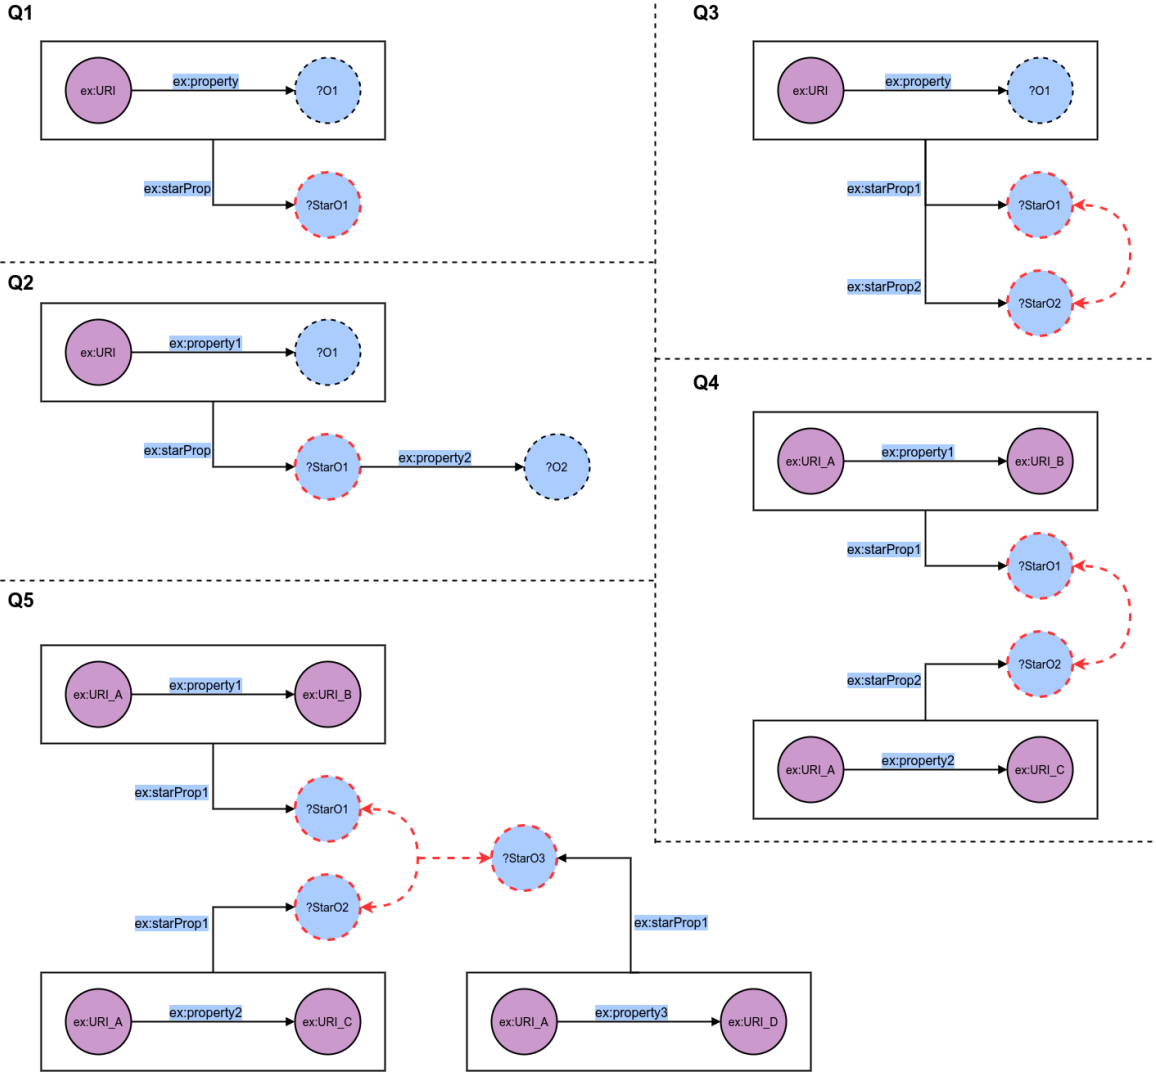 Q1
ex:URI
ex:property
?O1
ex:starProp
?StarO1
Q2
ex:URI
ex:property1
?O1
ex:starProp
?StarO1
ex:property2
?O2
Q3
ex:URI
ex:property
?O1
ex:starProp1
?StarO1
ex:starProp2
?StarO2
Q4
ex:URI_A
ex:property1
ex:URI_B
ex:starProp1
?StarO1
ex:starProp2
?StarO2
ex:URI_A
ex:property2
ex:URI_C
Q5
ex:URI_A
ex:property1
ex:URI_B
ex:starProp1
?StarO1
?StarO3
ex:starProp1
?StarO2
ex:starProp1
ex:URI_A
ex:property2
ex:URI_C
ex:URI_A
ex:property3
ex:URI_D